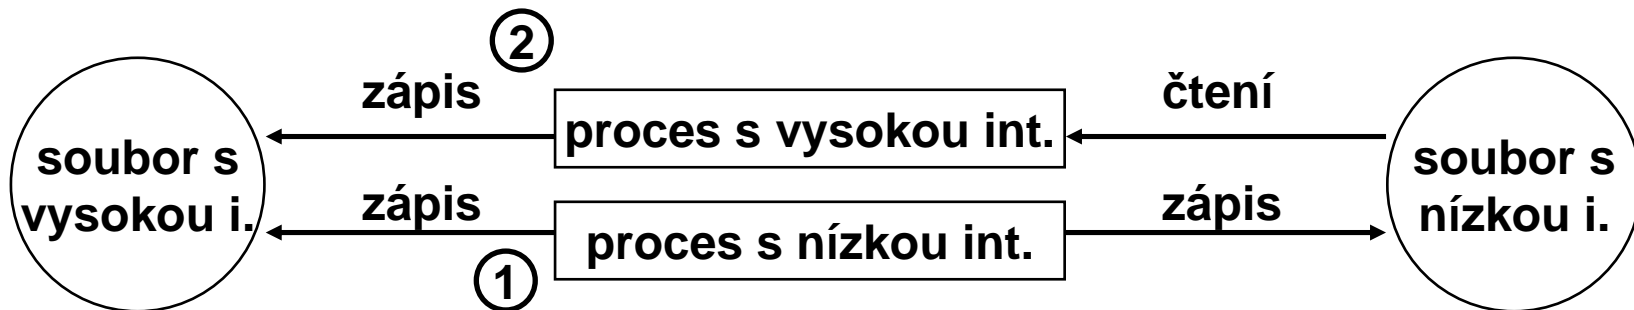 2
zápis
čtení
proces s vysokou int.
soubor s
vysokou i.
soubor s
nízkou i.
zápis
zápis
proces s nízkou int.
1